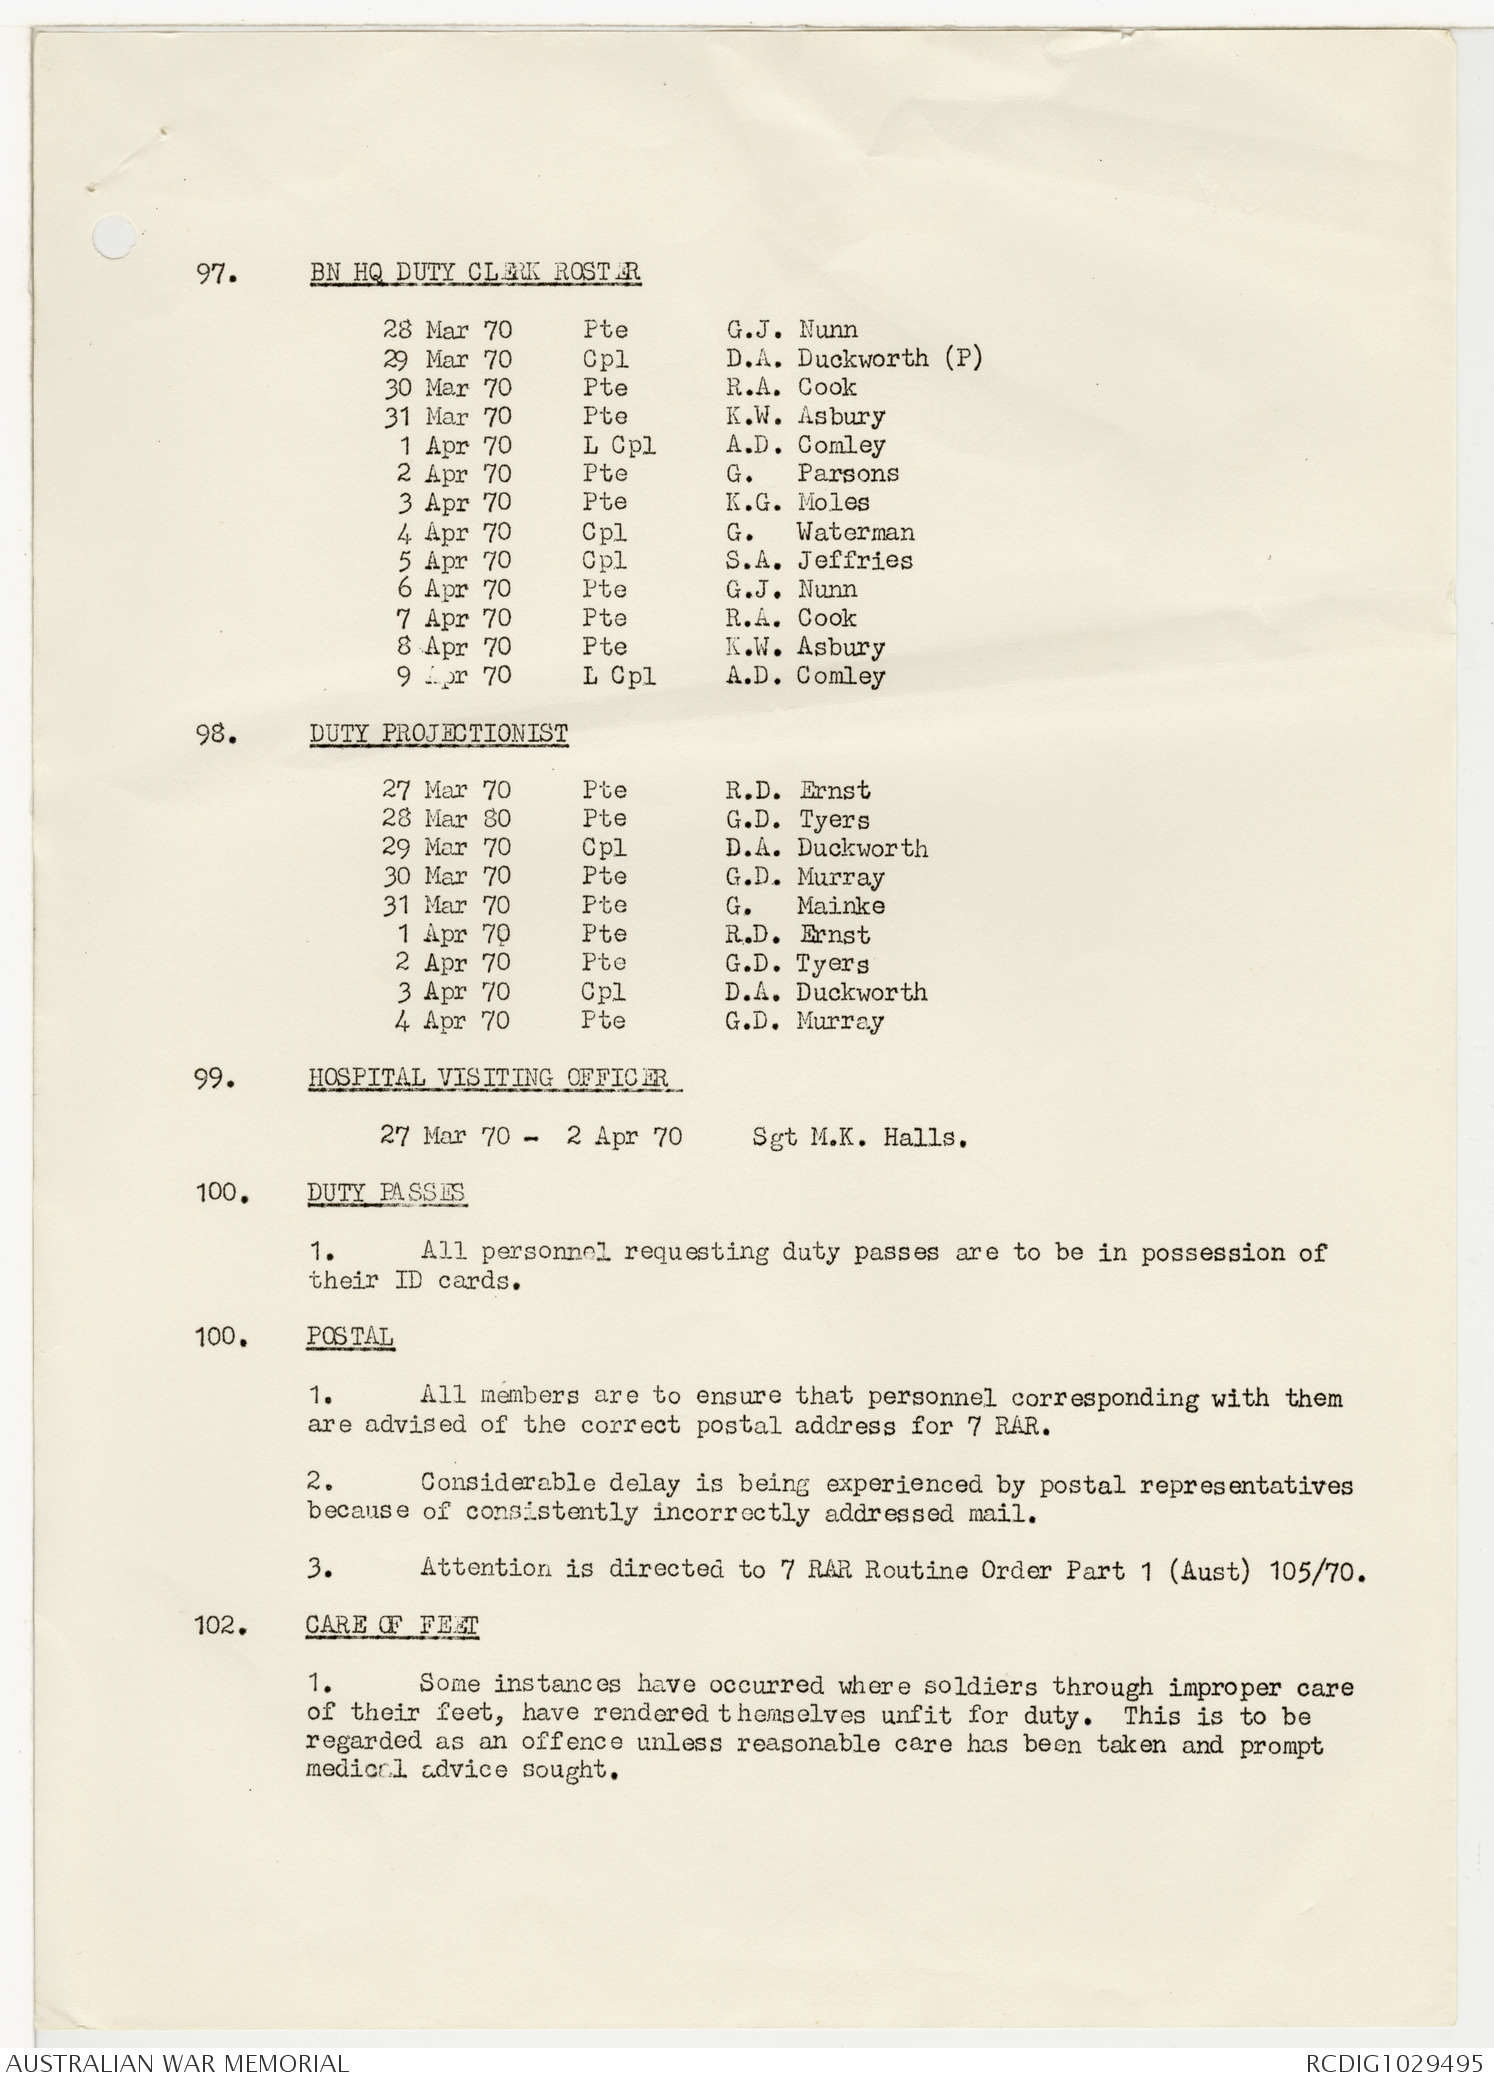 97. BN HQ DUTY CLERK ROSTER
28 Mar 70 Pte G.J. Nunn
29 Mar 70 Cpl D.A. Duckworth (P)
30 Mar 70 Pte R.A. Cook
31 Mar 70 Pte K.W. Asbury
1 Apr 70 L Cpl A.D. Comley
2 Apr 70 Pte G. Parsons
3 Apr 70 Pte K.G. Moles
4 Apr 70 Cpl G. Waterman
5 Apr 70 Cpl S.A. Jeffries
6 Apr 70 Pte G.J. Nunn
7 Apr 70 Pte R.A. Cook
8 Apr 70 Pte K.W. Asbury
9 Apr 70 L Cpl A.D. Comley
98. DUTY PROJECTIONIST
27 Mar 70 Pte R.D. Ernst
28 Mar 80 Pte G.D. Tyers
29 Mar 70 Cpl D.A. Duckworth
30 Mar 70 Pte G.D. Murray
31 Mar 70 Pte G. Mainke
1 Apr 70 Pte R.D. Ernst
2 Apr 70 Pte G.D. Tyers
3 Apr 70 Cpl D.A. Duckworth
4 Apr 70 Pte G.D. Murray
99. HOSPITAL VISITING OFFICER
27 Mar 70 - 2 Apr 70 Sgt M.K. Halls.
100. DUTY PASSES
1. All personnel requesting duty passes are to be in possession of
their ID cards.
100. POSTAL
1. All members are to ensure that personnel corresponding with them
are advised of the correct postal address for 7 RAR.
2. Considerable delay is being experienced by postal representatives
because of consistently incorrectly addressed mail.
3. Attention is directed to 7 RAR Routine Order Part 1 (Aust) 105/70.
102. CARE OF FEET
1. Some instances have occurred where soldiers through improper care
of their feet, have rendered themselves unfit for duty. This is to be
regarded as an offence unless reasonable care has been taken and prompt
medical advice sought.
AUSTRALIAN WAR MEMORIAL RCDIG1029495